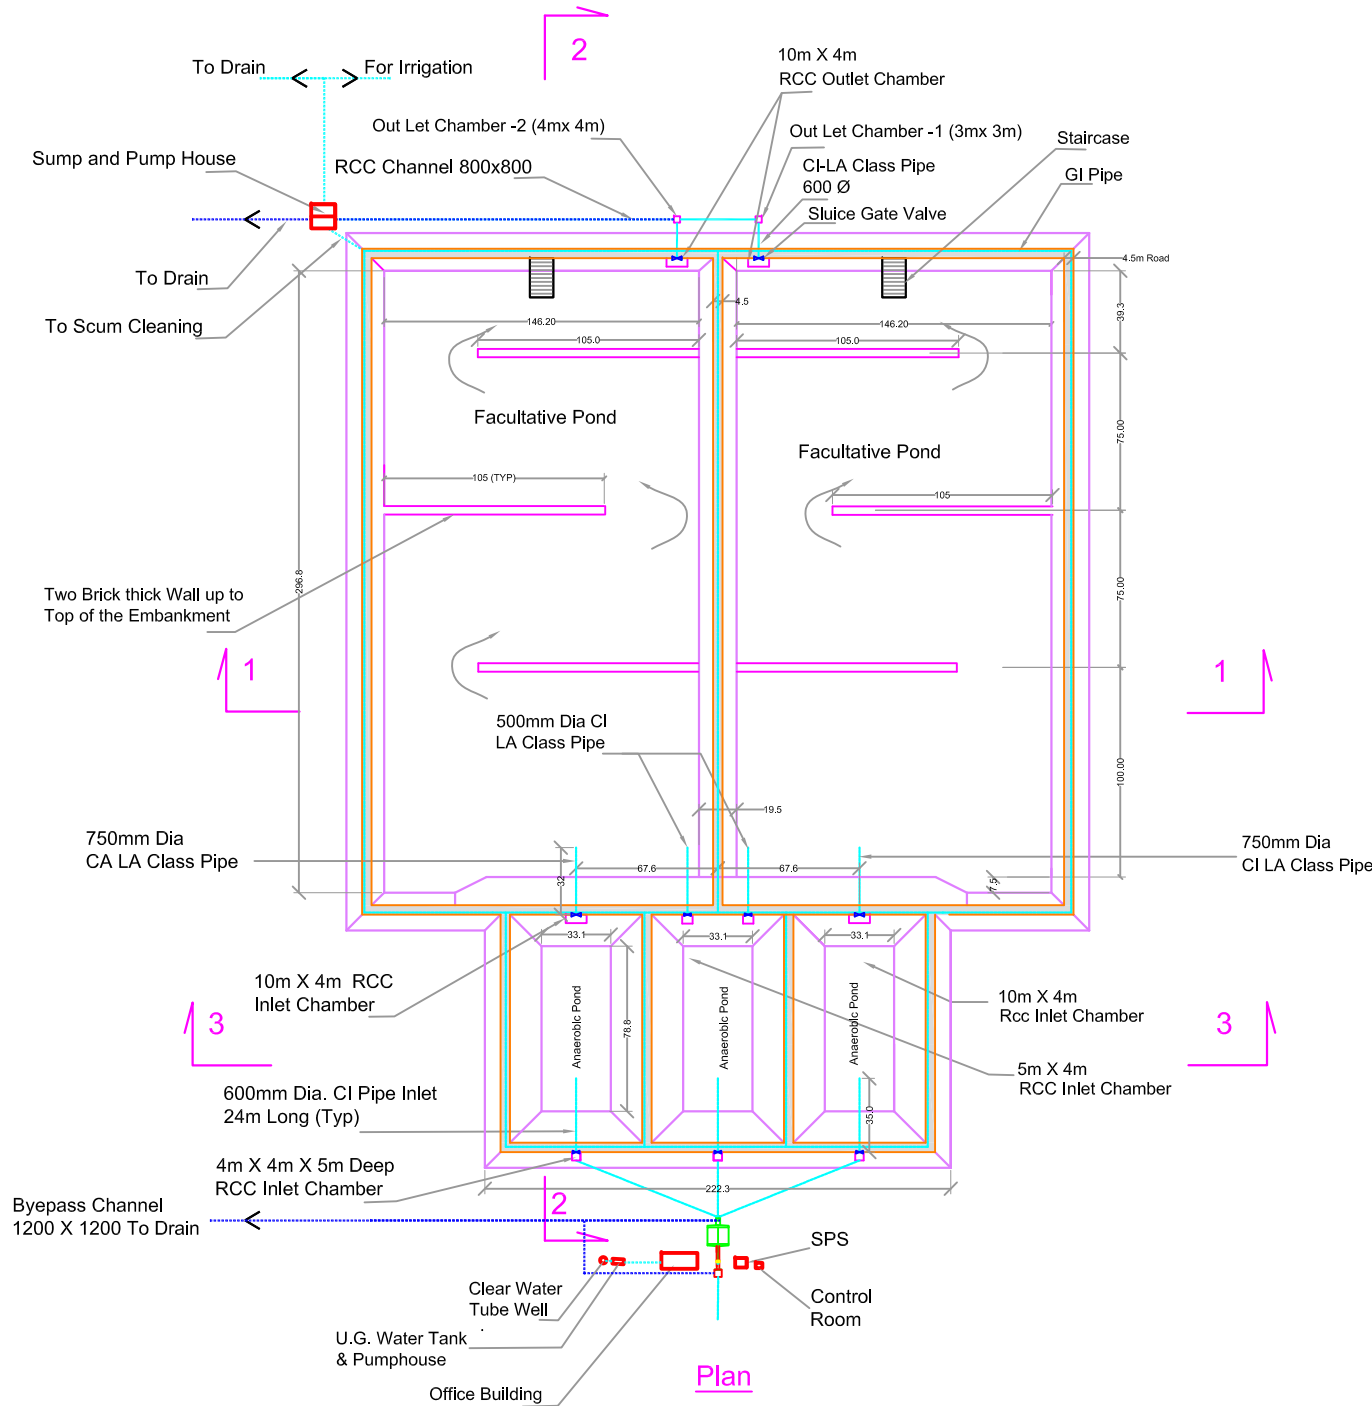 2
10m X 4m
RCC Outlet Chamber
To Drain
For Irrigation
Out Let Chamber -2 (4mx 4m)
Out Let Chamber -1 (3mx 3m)
Staircase
Sump and Pump House
RCC Channel 800x800
CI-LA Class Pipe
600 Ø
GI Pipe
Sluice Gate Valve
4.5m Road
To Drain
To Scum Cleaning
4.5
39.3
146.20
146.20
105.0
105.0
Facultative Pond
Facultative Pond
75.00
105 (TYP)
105
296.8
75.00
Two Brick thick Wall up to
Top of the Embankment
1
1
500mm Dia CI
LA Class Pipe
100.00
19.5
750mm Dia
CA LA Class Pipe
750mm Dia
CI LA Class Pipe
67.6
67.6
32
7.5
33.1
33.1
33.1
10m X 4m  RCC
Inlet Chamber
10m X 4m
Rcc Inlet Chamber
3
3
78.8
Anaerobic Pond
Anaerobic Pond
Anaerobic Pond
5m X 4m
RCC Inlet Chamber
600mm Dia. CI Pipe Inlet
24m Long (Typ)
35.0
4m X 4m X 5m Deep
RCC Inlet Chamber
222.3
2
Byepass Channel
1200 X 1200 To Drain
SPS
Clear Water
Tube Well
Control
Room
U.G. Water Tank
& Pumphouse
Office Building
Plan